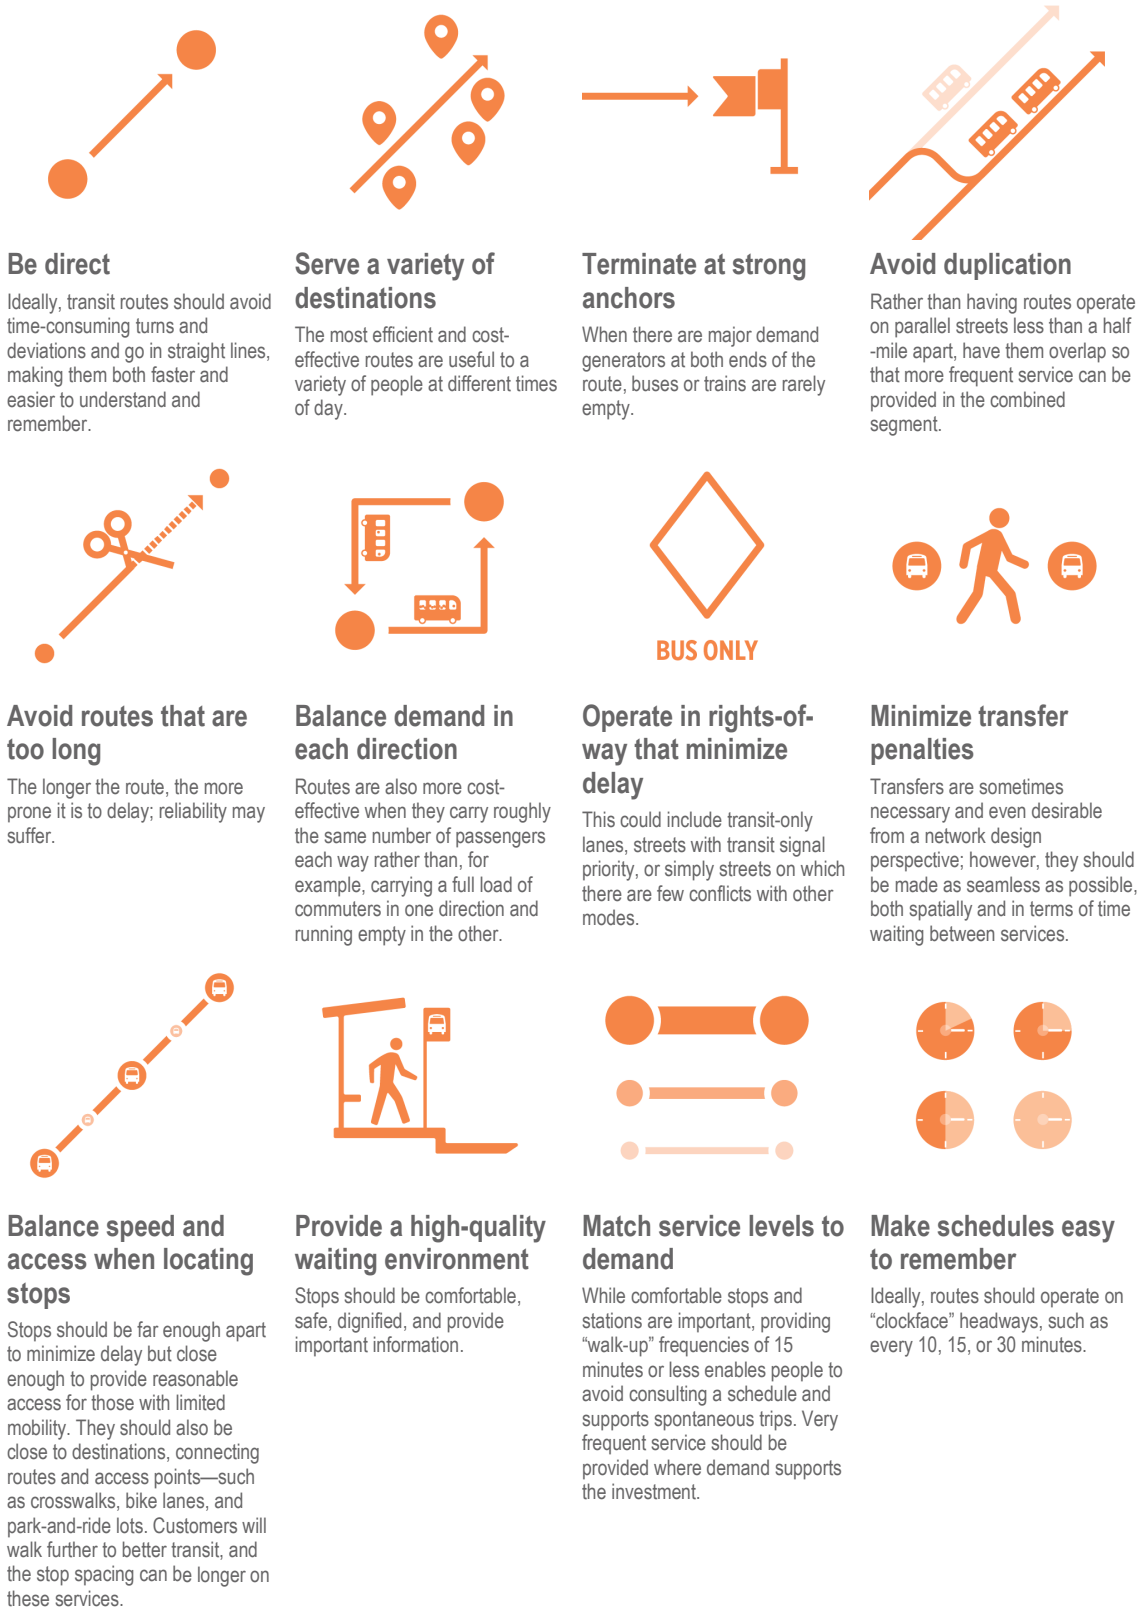 Be direct
Ideally, transit routes should avoid
time-consuming turns and
deviations and go in straight lines,
making them both faster and
easier to understand and
remember.
Serve a variety of
destinations
The most efficient and cost-
effective routes are useful to a
variety of people at different times
of day.
Terminate at strong
anchors
When there are major demand
generators at both ends of the
route, buses or trains are rarely
empty.
Avoid duplication
Rather than having routes operate
on parallel streets less than a half
-mile apart, have them overlap so
that more frequent service can be
provided in the combined
segment.
BUS ONLY
Avoid routes that are
too long
The longer the route, the more
prone it is to delay; reliability may
suffer.
Balance demand in
each direction
Routes are also more cost-
effective when they carry roughly
the same number of passengers
each way rather than, for
example, carrying a full load of
commuters in one direction and
running empty in the other.
Operate in rights-of-
way that minimize
delay
This could include transit-only
lanes, streets with transit signal
priority, or simply streets on which
there are few conflicts with other
modes.
Minimize transfer
penalties
Transfers are sometimes
necessary and even desirable
from a network design
perspective; however, they should
be made as seamless as possible,
both spatially and in terms of time
waiting between services.
Balance speed and
access when locating
stops
Stops should be far enough apart
to minimize delay but close
enough to provide reasonable
access for those with limited
mobility. They should also be
close to destinations, connecting
routes and access points—such
as crosswalks, bike lanes, and
park-and-ride lots. Customers will
walk further to better transit, and
the stop spacing can be longer on
these services.
Provide a high-quality
waiting environment
Stops should be comfortable,
safe, dignified, and provide
important information.
Match service levels to
demand
While comfortable stops and
stations are important, providing
“walk-up” frequencies of 15
minutes or less enables people to
avoid consulting a schedule and
supports spontaneous trips. Very
frequent service should be
provided where demand supports
the investment.
Make schedules easy
to remember
Ideally, routes should operate on
“clockface” headways, such as
every 10, 15, or 30 minutes.